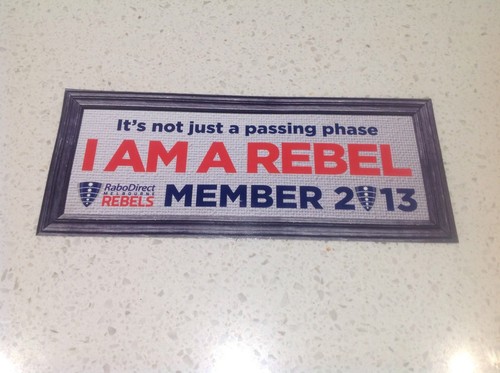 It's not just a passing phase
I AM A REBEL
RaboDirect
MELBOURNE
REBELS
MEMBER 2013